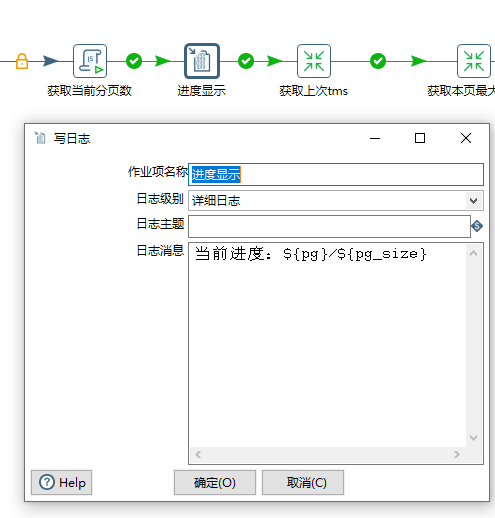 JS
获取当前分页数
进度显示
获取上次tms
获取本页最大
写日志
作业项名称 进度显示
日志级别 详细日志
日志主题
$
日志消息 当前进度：${pg}/${pg_size}
? Help
确定(O)
取消(C)